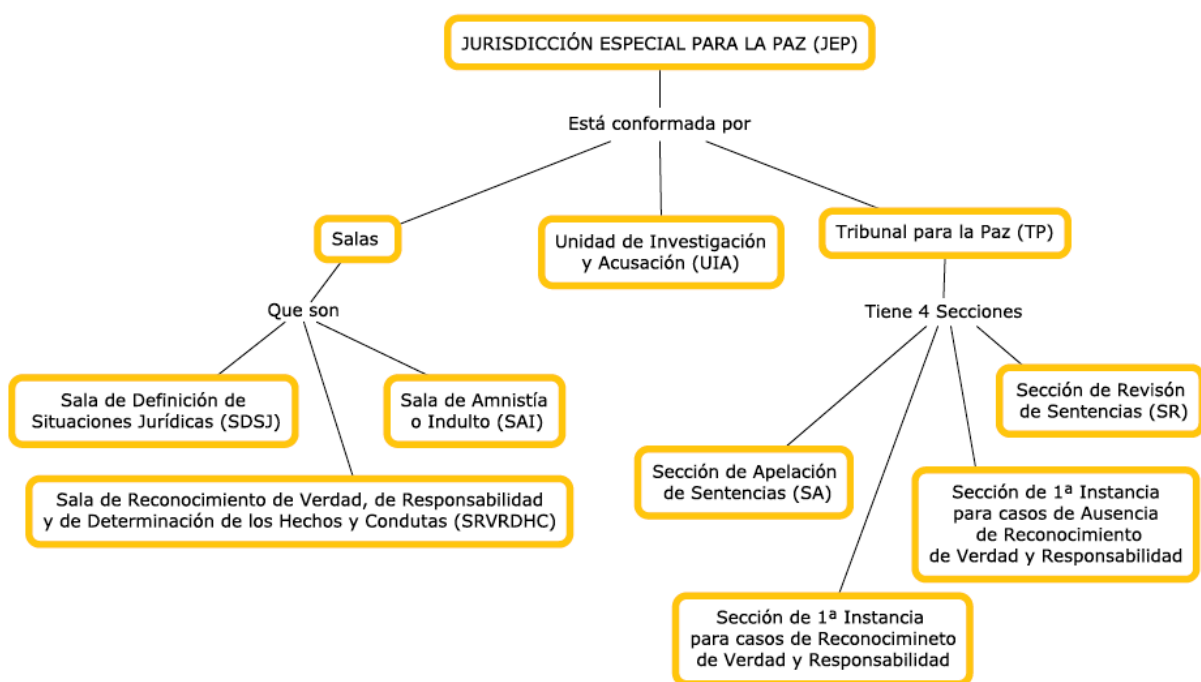 JURISDICCIÓN ESPECIAL PARA LA PAZ (JEP)
Está conformada por
Salas
Unidad de Investigación
y Acusación (UIA)
Tribunal para la Paz (TP)
Que son
Tiene 4 Secciones
Sala de Definición de
Situaciones Jurídicas (SDSJ)
Sala de Amnistía
o Indulto (SAI)
Sala de Reconocimiento de Verdad, de Responsabilidad
y de Determinación de los Hechos y Condutas (SRVRDHC)
Sección de Revisón
de Sentencias (SR)
Sección de Apelación
de Sentencias (SA)
Sección de 1ª Instancia
para casos de Ausencia
de Reconocimiento
de Verdad y Responsabilidad
Sección de 1ª Instancia
para casos de Reconocimineto
de Verdad y Responsabilidad